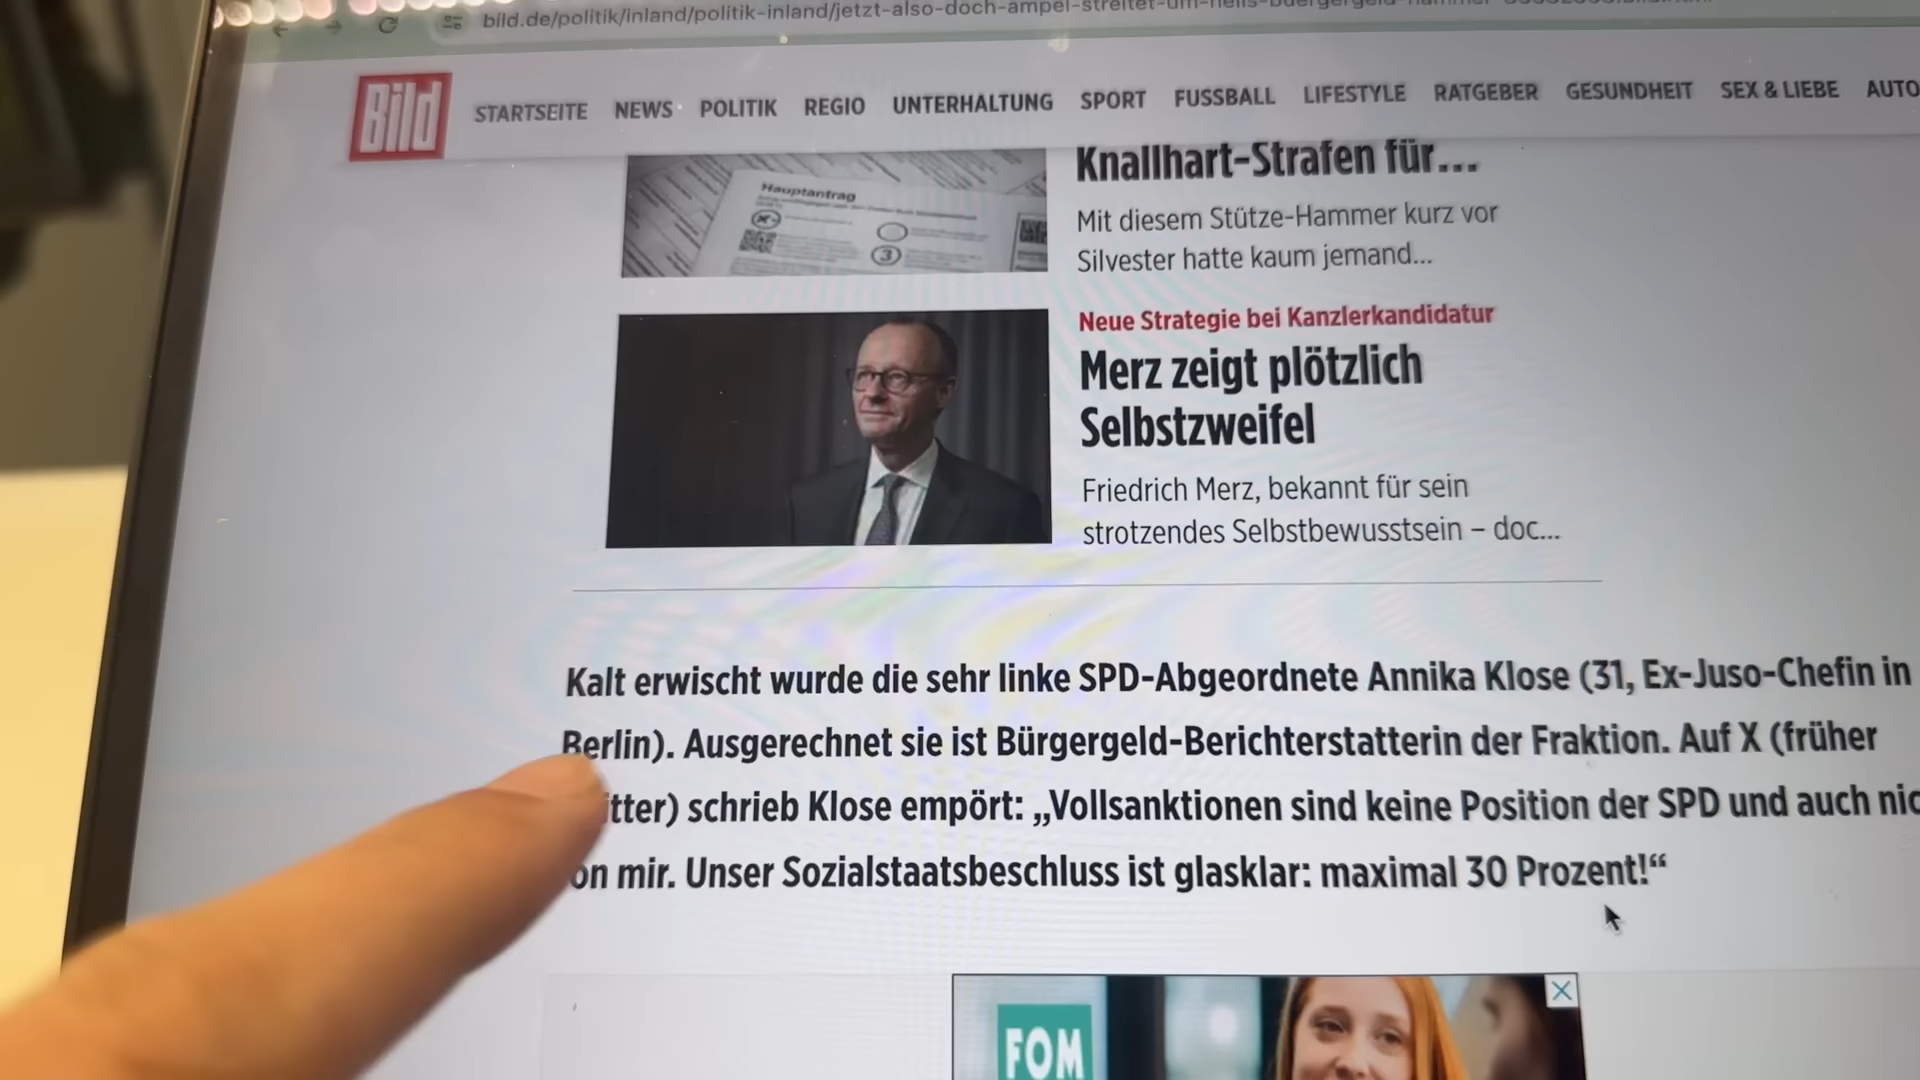 bild.de/politik/inland/politik-inland/jetzt-also-doch-ampel-streitet-um-heils-buergergeld-hammer
Bild
STARTSEITE NEWS POLITIK REGIO UNTERHALTUNG SPORT FUSSBALL LIFESTYLE RATGEBER GESUNDHEIT SEX & LIEBE AUTO
Hauptantrag
3
Knallhart-Strafen für...
Mit diesem Stütze-Hammer kurz vor
Silvester hatte kaum jemand...
Neue Strategie bei Kanzlerkandidatur
Merz zeigt plötzlich
Selbstzweifel
Friedrich Merz, bekannt für sein
strotzendes Selbstbewusstsein – doc...
Kalt erwischt wurde die sehr linke SPD-Abgeordnete Annika Klose (31, Ex-Juso-Chefin in
Berlin). Ausgerechnet sie ist Bürgergeld-Berichterstatterin der Fraktion. Auf X (früher
itter) schrieb Klose empört: „Vollsanktionen sind keine Position der SPD und auch nic
on mir. Unser Sozialstaatsbeschluss ist glasklar: maximal 30 Prozent!“
FOM